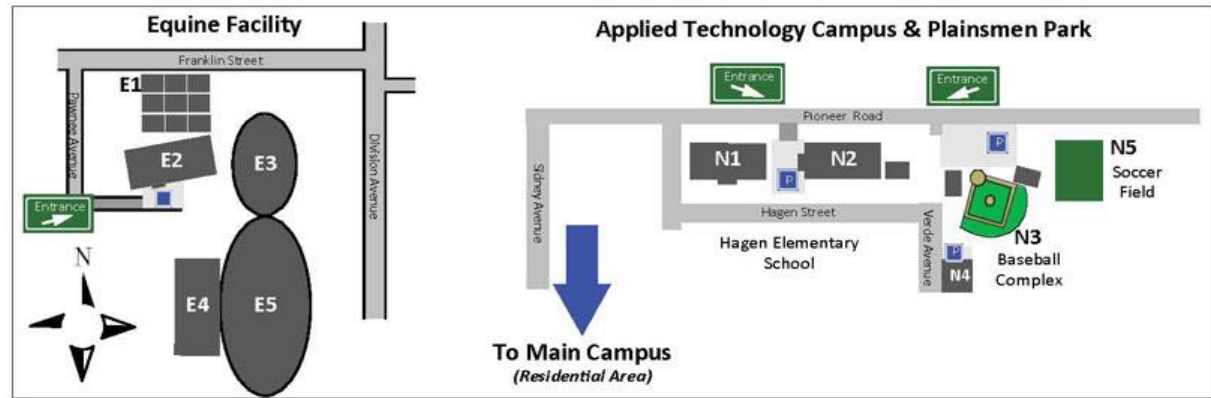 Equine Facility
Franklin Street
E1
Pawnee Avenue
E2
E3
Division Avenue
Entrance
N
E4
E5
Applied Technology Campus & Plainsmen Park
Entrance
Entrance
Pioneer Road
Sidney Avenue
N1
P
N2
P
N5
Soccer
Field
Hagen Street
Verde Avenue
Hagen Elementary
School
N3
Baseball
Complex
P
N4
To Main Campus
(Residential Area)